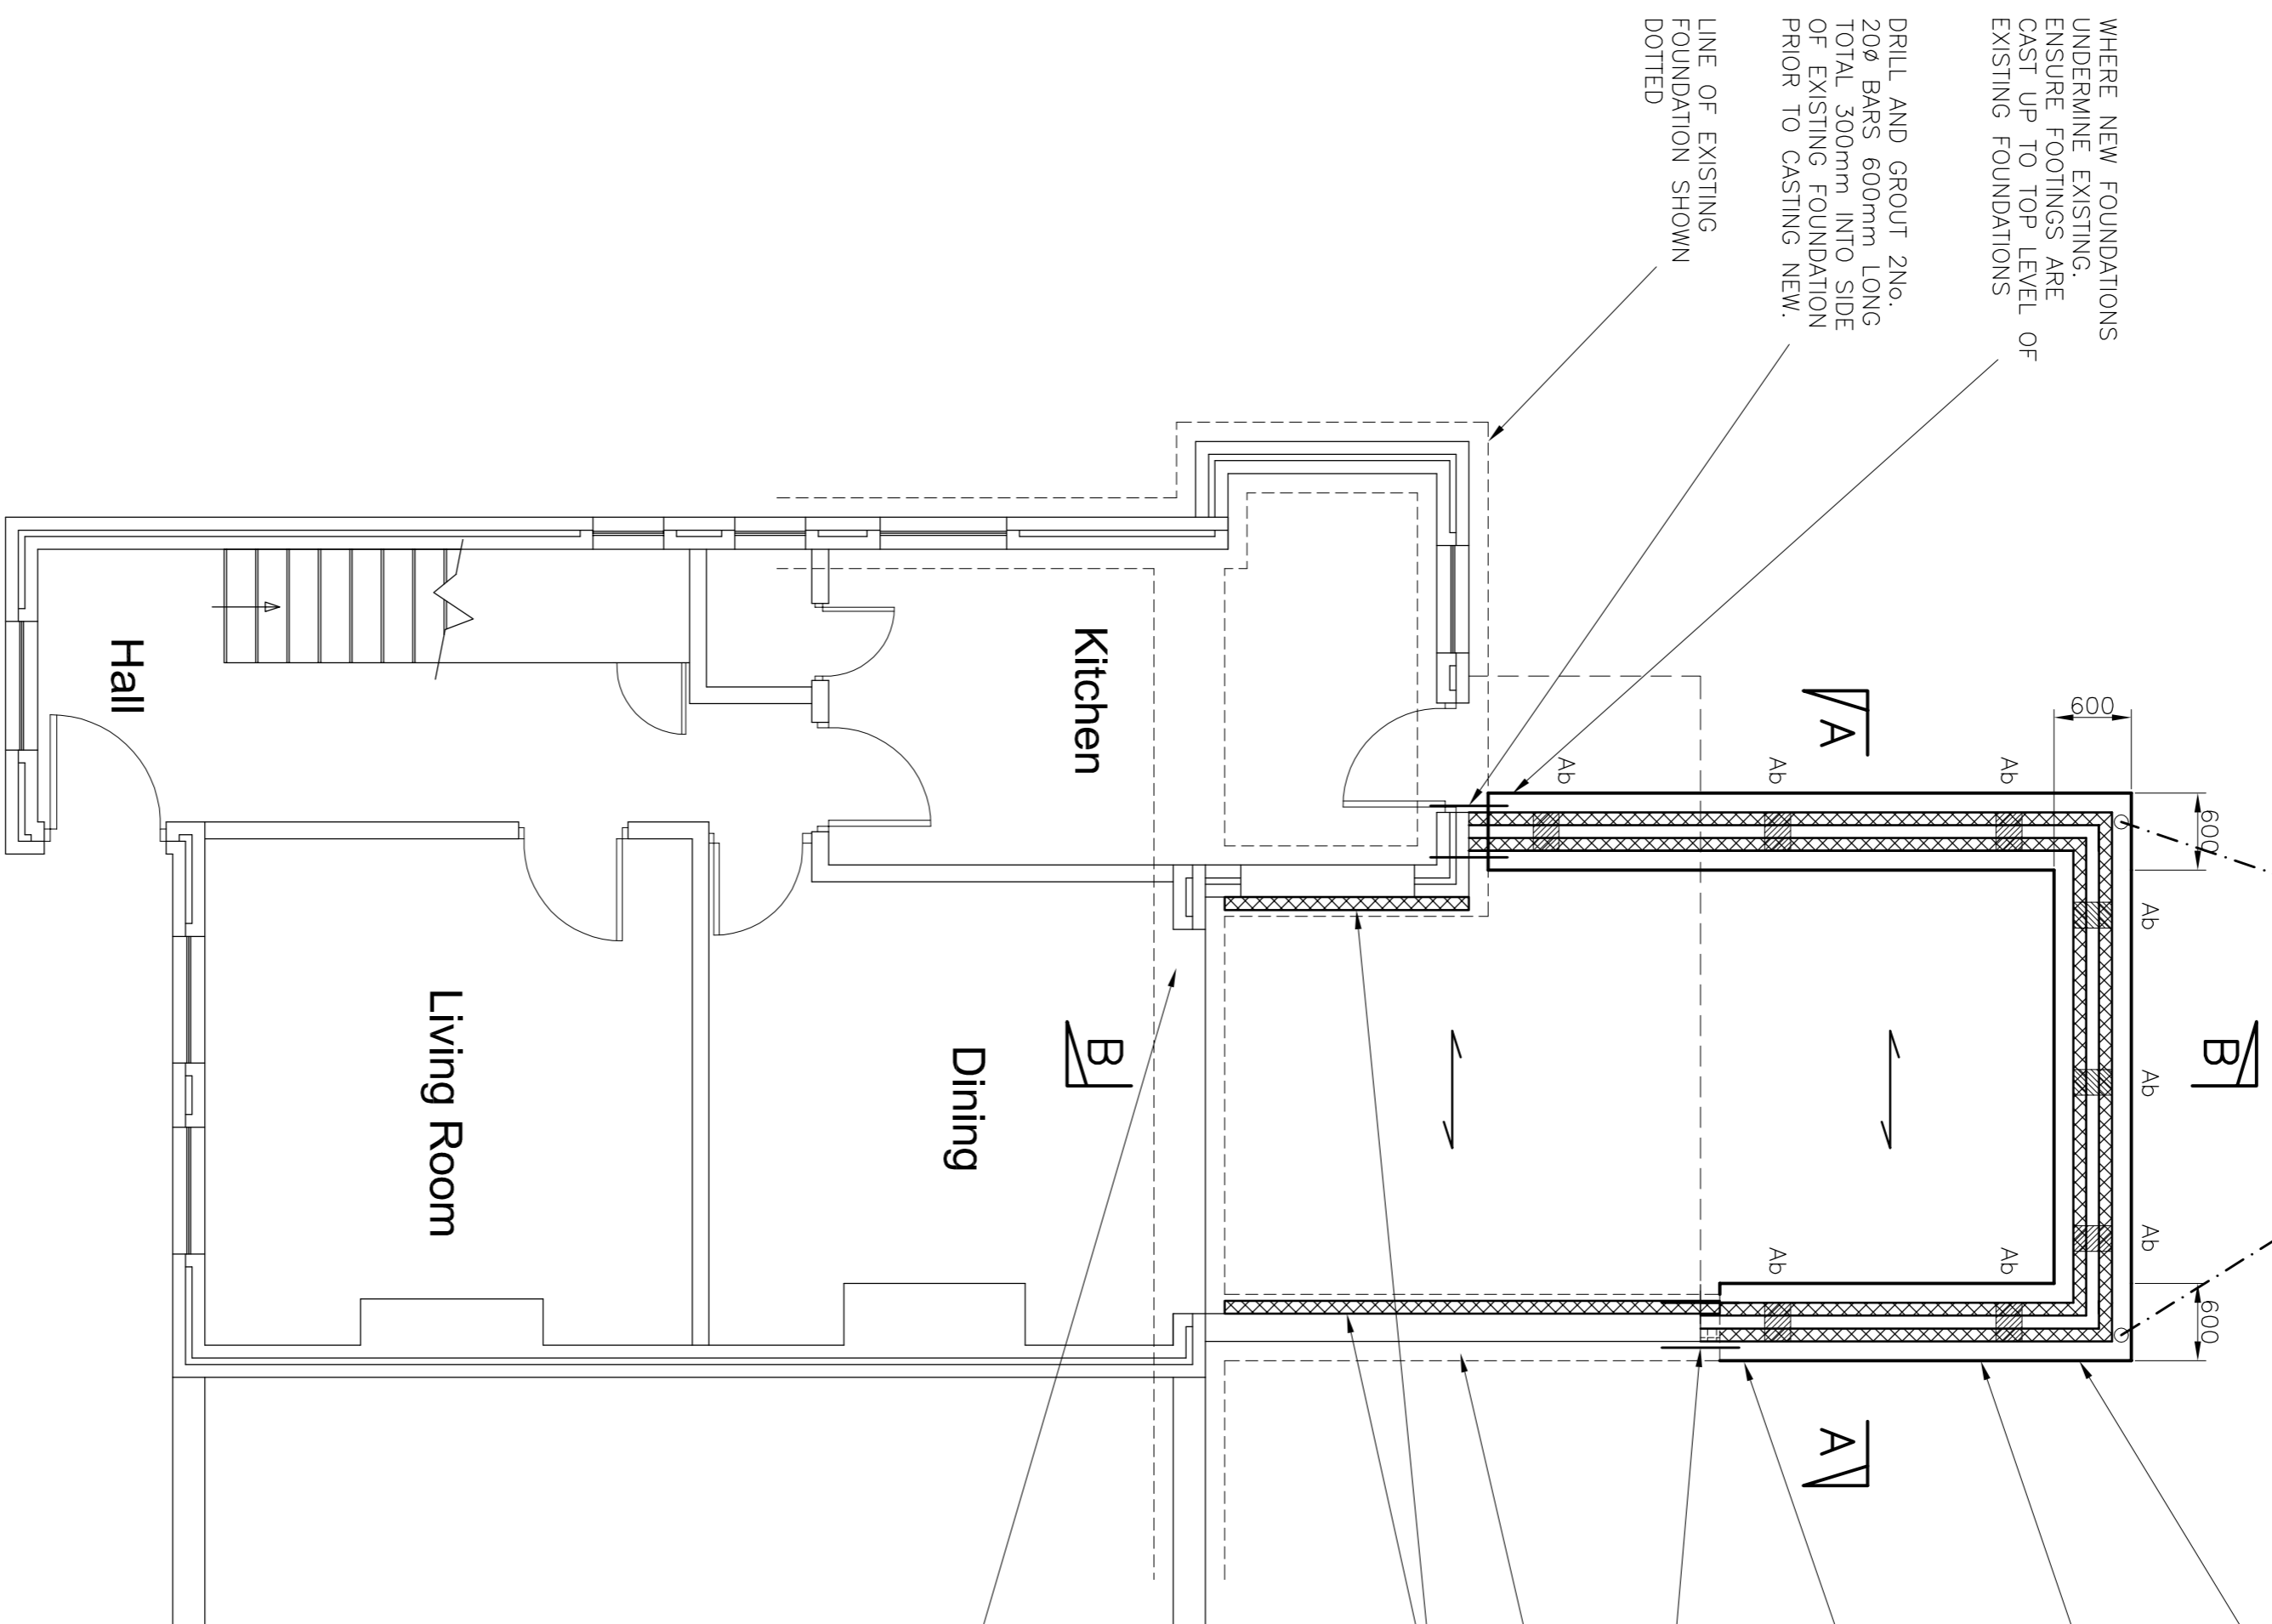 WHERE NEW FOUNDATIONS
UNDERMINE EXISTING.
ENSURE FOOTINGS ARE
CAST UP TO TOP LEVEL OF
EXISTING FOUNDATIONS
DRILL AND GROUT 2No.
20Ø BARS 600mm LONG
TOTAL 300mm INTO SIDE
OF EXISTING FOUNDATION
PRIOR TO CASTING NEW.
LINE OF EXISTING
FOUNDATION SHOWN
DOTTED
600
600
600
A
A
B
B
Ab
Ab
Ab
Ab
Ab
Ab
Ab
Ab
Kitchen
Hall
Dining
Living Room